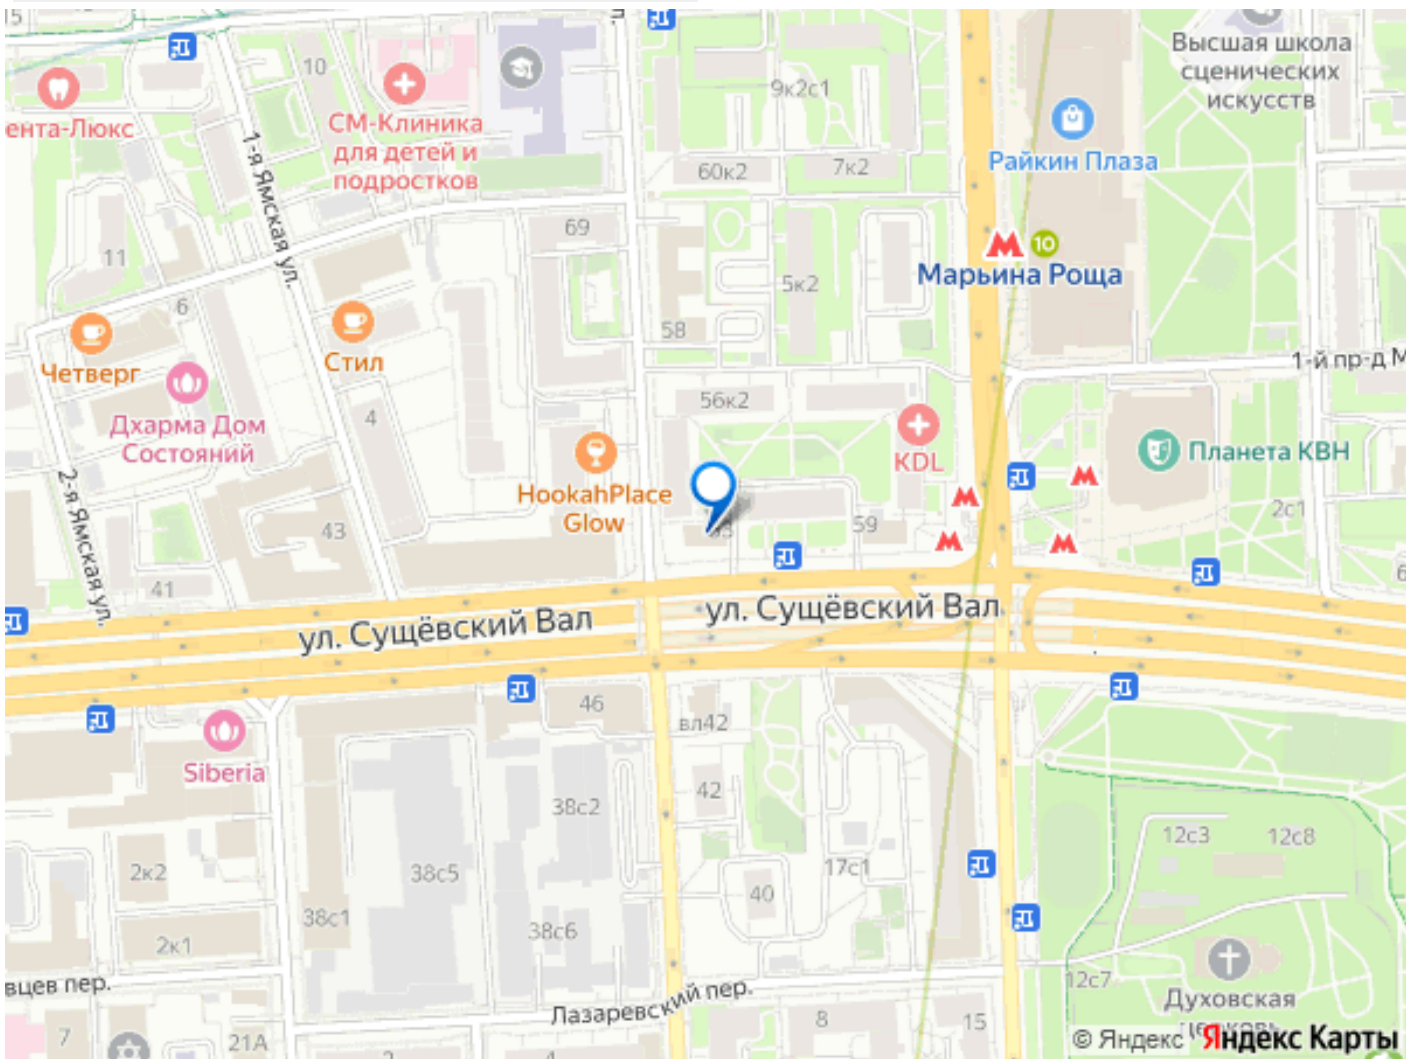 15
10
9к2с1
Высшая школа
сценических
искусств
ента-Люкс
СМ-Клиника
для детей и
подростков
1-я Ямская ул.
60к2
7к2
Райкин Плаза
69
11
10
Марьина Роща
5к2
6
58
Четверг
Стил
1-й пр-д М
56к2
Дхарма Дом
Состояний
4
KDL
Планета КВН
2-я Ямская ул.
HookahPlace
Glow
43
59
2с1
41
6
ул. Сущёвский Вал
ул. Сущёвский Вал
46
вл42
Siberia
42
38с2
12с3
12с8
2к2
38с5
17с1
40
38с1
38с6
2к1
вцев пер.
12с7
Лазаревский пер.
Духовская
церковь
7
21А
8
15
2
4
© Яндекс Яндекс Карты